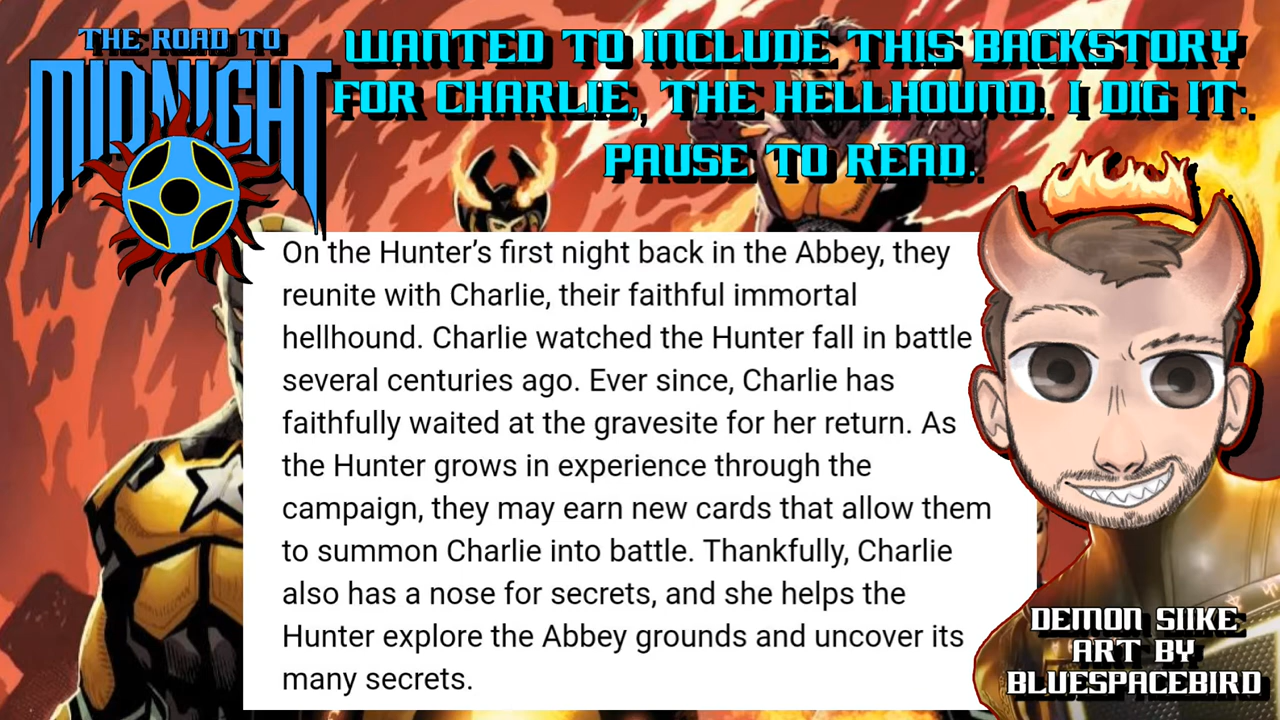 THE ROAD TO
MIDNIGHT
WANTED TO INCLUDE THIS BACKSTORY
FOR CHARLIE, THE HELLHOUND. I DIG IT.
PAUSE TO READ.
On the Hunter’s first night back in the Abbey, they
reunite with Charlie, their faithful immortal
hellhound. Charlie watched the Hunter fall in battle
several centuries ago. Ever since, Charlie has
faithfully waited at the gravesite for her return. As
the Hunter grows in experience through the
campaign, they may earn new cards that allow them
to summon Charlie into battle. Thankfully, Charlie
also has a nose for secrets, and she helps the
Hunter explore the Abbey grounds and uncover its
many secrets.
DEMON SIIKE
ART BY
BLUESPACEBIRD